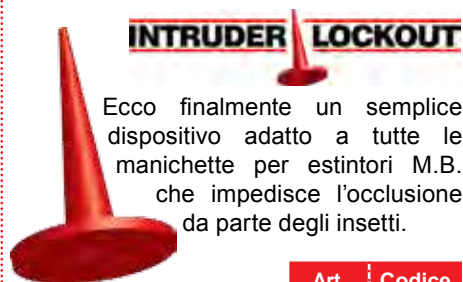 INTRUDER LOCKOUT
Ecco finalmente un semplice
dispositivo adatto a tutte le
manichette per estintori M.B.
che impedisce l'occlusione
da parte degli insetti.
Art. Codice